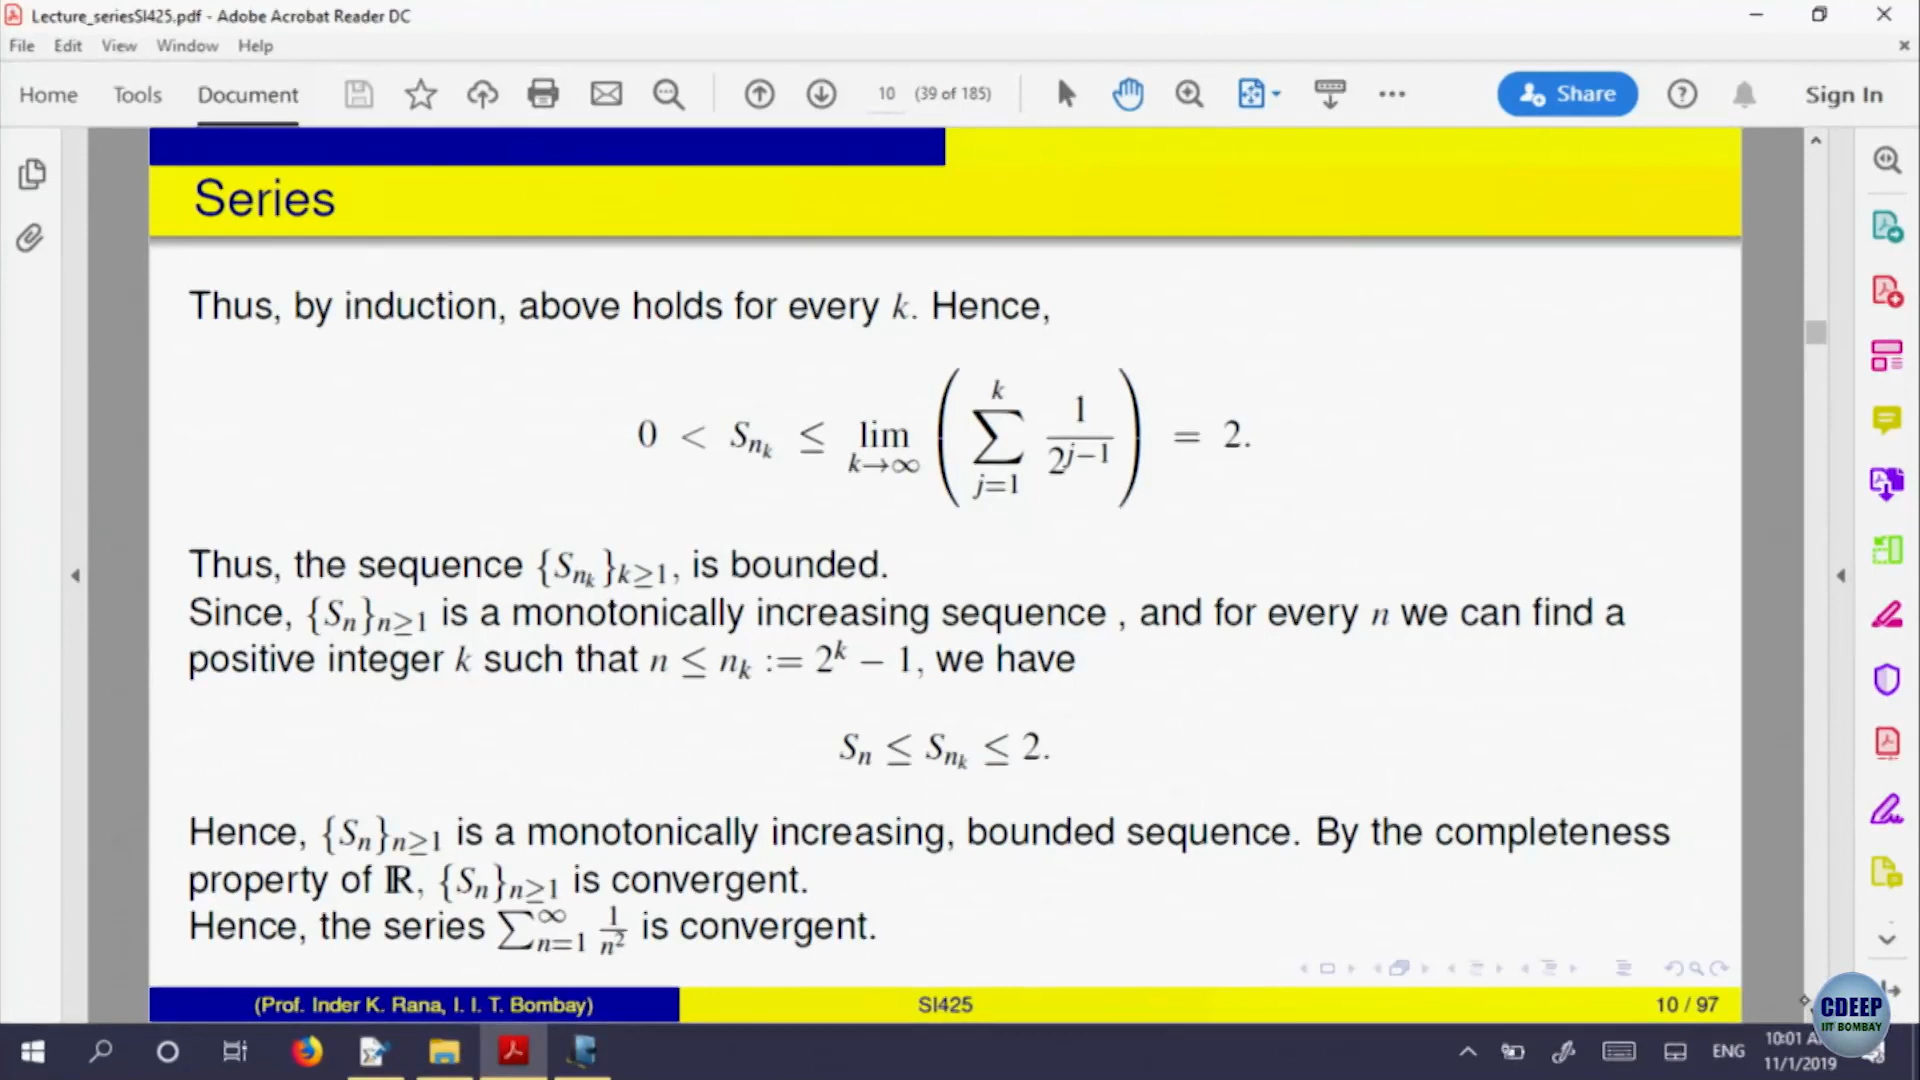 Lecture_seriesSI425.pdf - Adobe Acrobat Reader DC
File Edit View Window Help
Home Tools Document 10 (39 of 185) Share Sign In
Series
Thus, by induction, above holds for every k. Hence,
0 < S_{n_k} ≤ lim_{k→∞} ( ∑_{j=1}^{k} 1/2^{j−1} ) = 2.
Thus, the sequence {S_{n_k}}_{k≥1}, is bounded.
Since, {S_n}_{n≥1} is a monotonically increasing sequence , and for every n we can find a
positive integer k such that n ≤ n_k := 2^k − 1, we have
S_n ≤ S_{n_k} ≤ 2.
Hence, {S_n}_{n≥1} is a monotonically increasing, bounded sequence. By the completeness
property of ℝ, {S_n}_{n≥1} is convergent.
Hence, the series ∑_{n=1}^{∞} 1/n^2 is convergent.
(Prof. Inder K. Rana, I. I. T. Bombay) SI425 10 / 97
CDEEP
IIT BOMBAY
ENG
10:01
11/1/2019